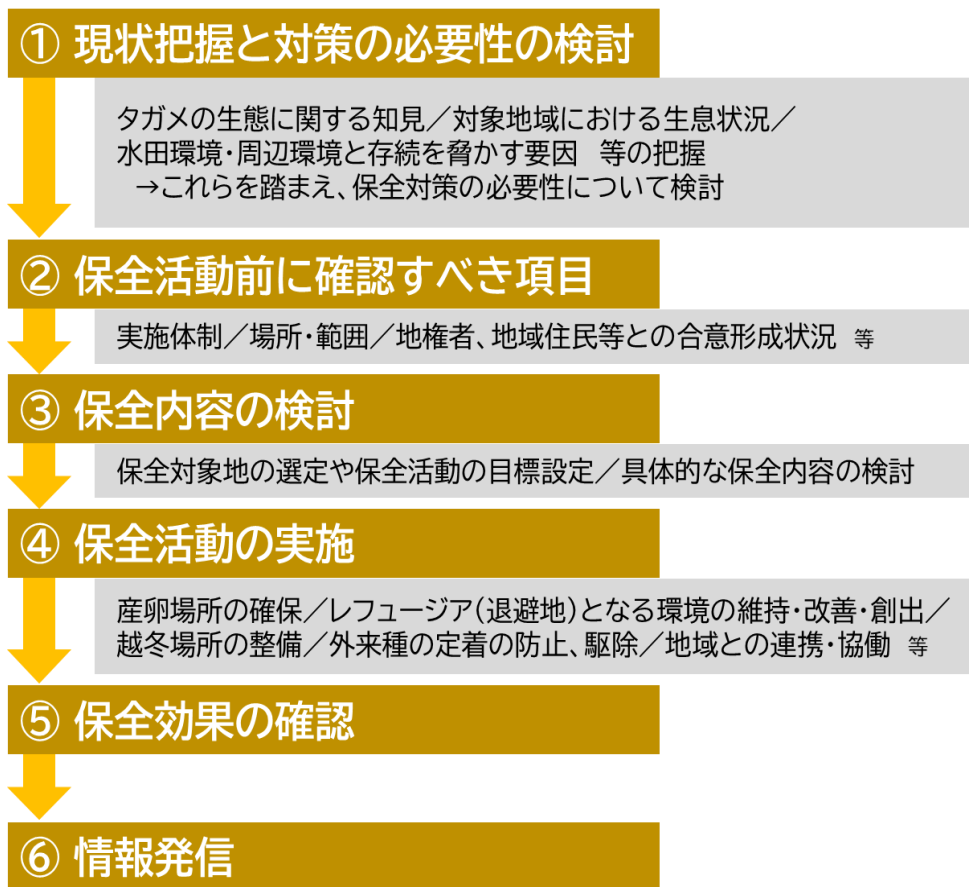 ① 現状把握と対策の必要性の検討
タガメの生態に関する知見／対象地域における生息状況／
水田環境・周辺環境と存続を脅かす要因　等の把握
→これらを踏まえ、保全対策の必要性について検討
② 保全活動前に確認すべき項目
実施体制／場所・範囲／地権者、地域住民等との合意形成状況　等
③ 保全内容の検討
保全対象地の選定や保全活動の目標設定／具体的な保全内容の検討
④ 保全活動の実施
産卵場所の確保／レフュージア（退避地）となる環境の維持・改善・創出／
越冬場所の整備／外来種の定着の防止、駆除／地域との連携・協働　等
⑤ 保全効果の確認
⑥ 情報発信